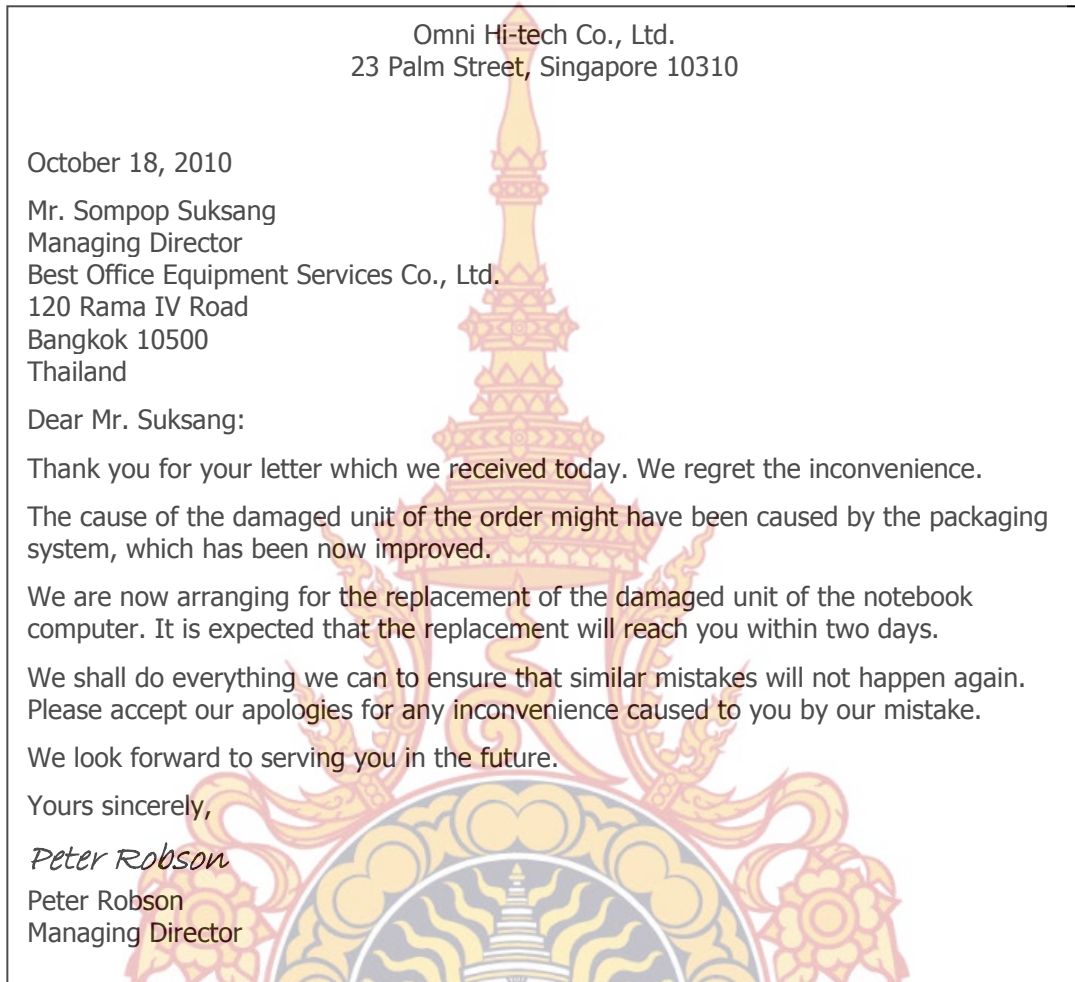 Omni Hi-tech Co., Ltd.
23 Palm Street, Singapore 10310
October 18, 2010
Mr. Sompop Suksang
Managing Director
Best Office Equipment Services Co., Ltd.
120 Rama IV Road
Bangkok 10500
Thailand
Dear Mr. Suksang:
Thank you for your letter which we received today. We regret the inconvenience.
The cause of the damaged unit of the order might have been caused by the packaging
system, which has been now improved.
We are now arranging for the replacement of the damaged unit of the notebook
computer. It is expected that the replacement will reach you within two days.
We shall do everything we can to ensure that similar mistakes will not happen again.
Please accept our apologies for any inconvenience caused to you by our mistake.
We look forward to serving you in the future.
Yours sincerely,
Peter Robson
Peter Robson
Managing Director